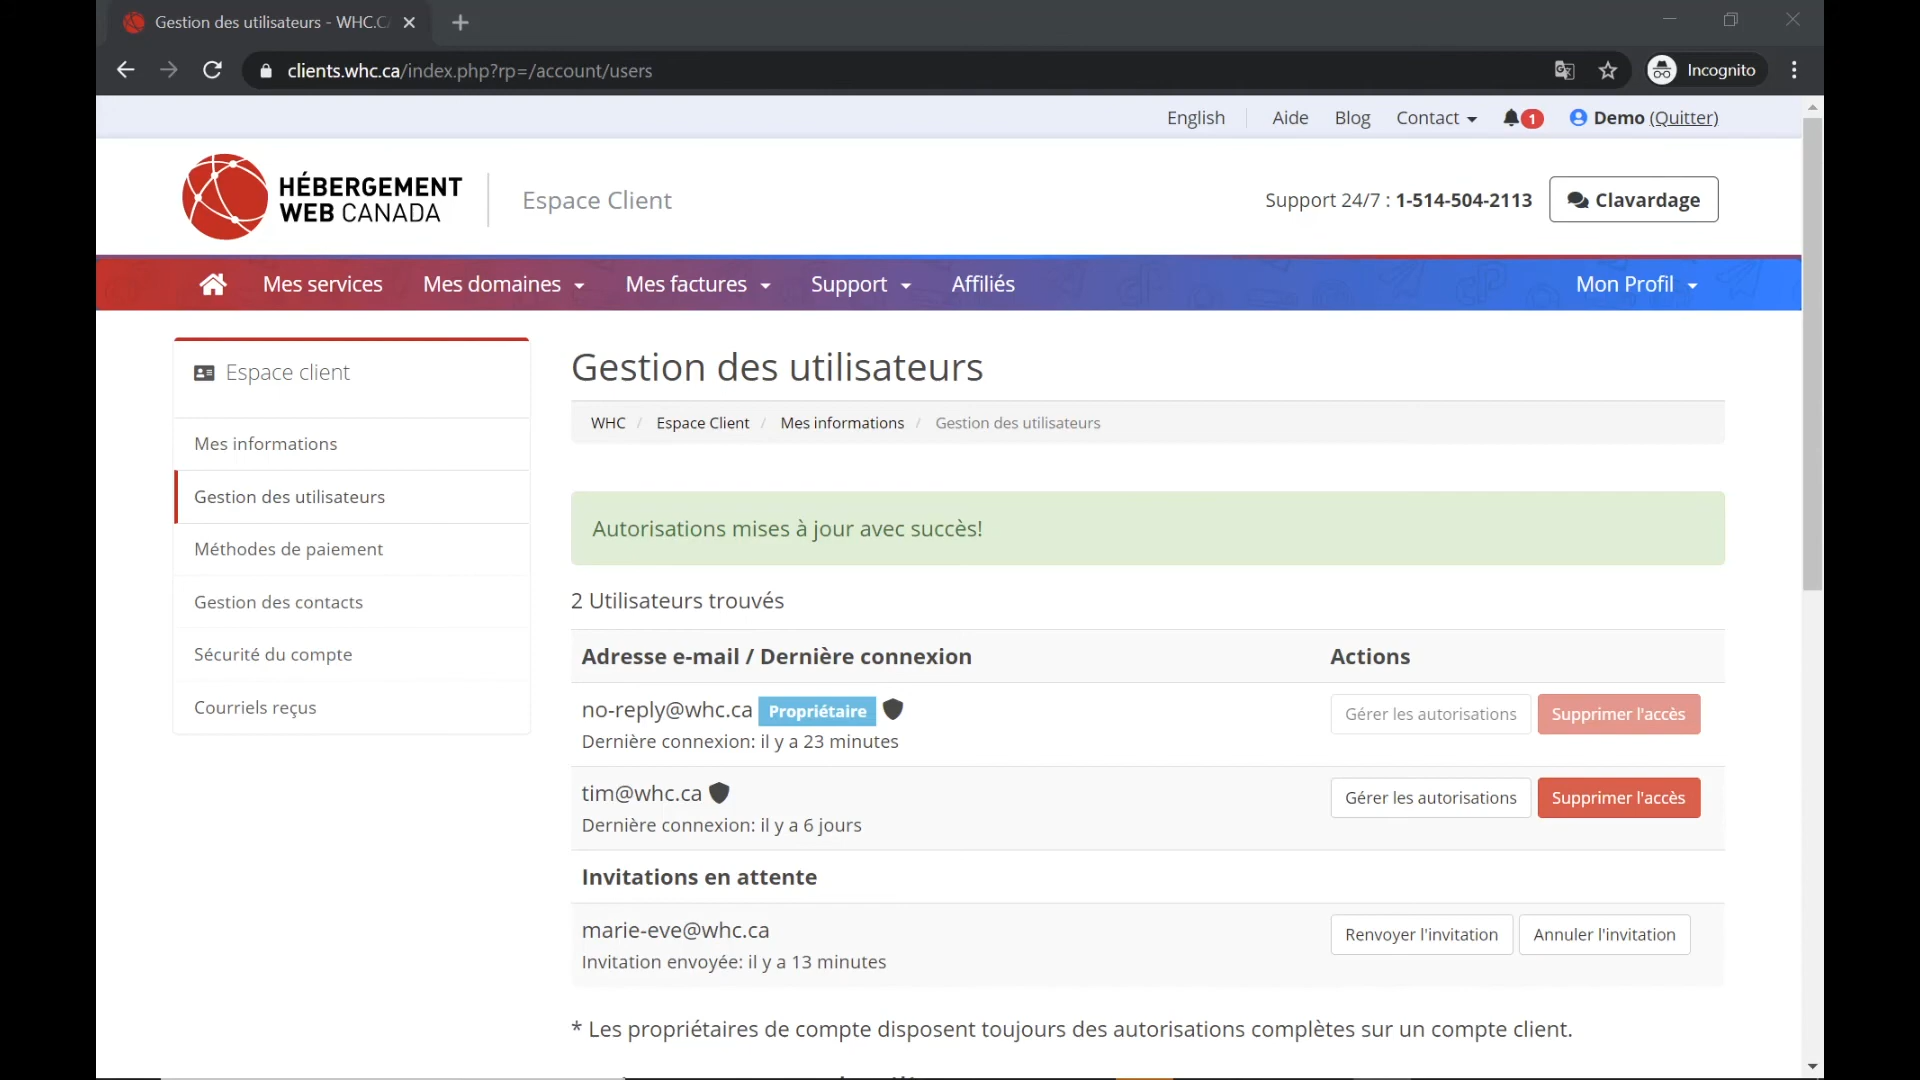 Gestion des utilisateurs - WHC.C
clients.whc.ca/index.php?rp=/account/users
Incognito
English Aide Blog Contact 1 Demo (Quitter)
HÉBERGEMENT
WEB CANADA
Espace Client
Support 24/7 : 1-514-504-2113
Clavardage
Mes services Mes domaines Mes factures Support Affiliés Mon Profil
Espace client
Mes informations
Gestion des utilisateurs
Méthodes de paiement
Gestion des contacts
Sécurité du compte
Courriels reçus
Gestion des utilisateurs
WHC / Espace Client / Mes informations / Gestion des utilisateurs
Autorisations mises à jour avec succès!
2 Utilisateurs trouvés
Adresse e-mail / Dernière connexion Actions
no-reply@whc.ca Propriétaire Gérer les autorisations Supprimer l'accès
Dernière connexion: il y a 23 minutes
tim@whc.ca Gérer les autorisations Supprimer l'accès
Dernière connexion: il y a 6 jours
Invitations en attente
marie-eve@whc.ca Renvoyer l'invitation Annuler l'invitation
Invitation envoyée: il y a 13 minutes
* Les propriétaires de compte disposent toujours des autorisations complètes sur un compte client.